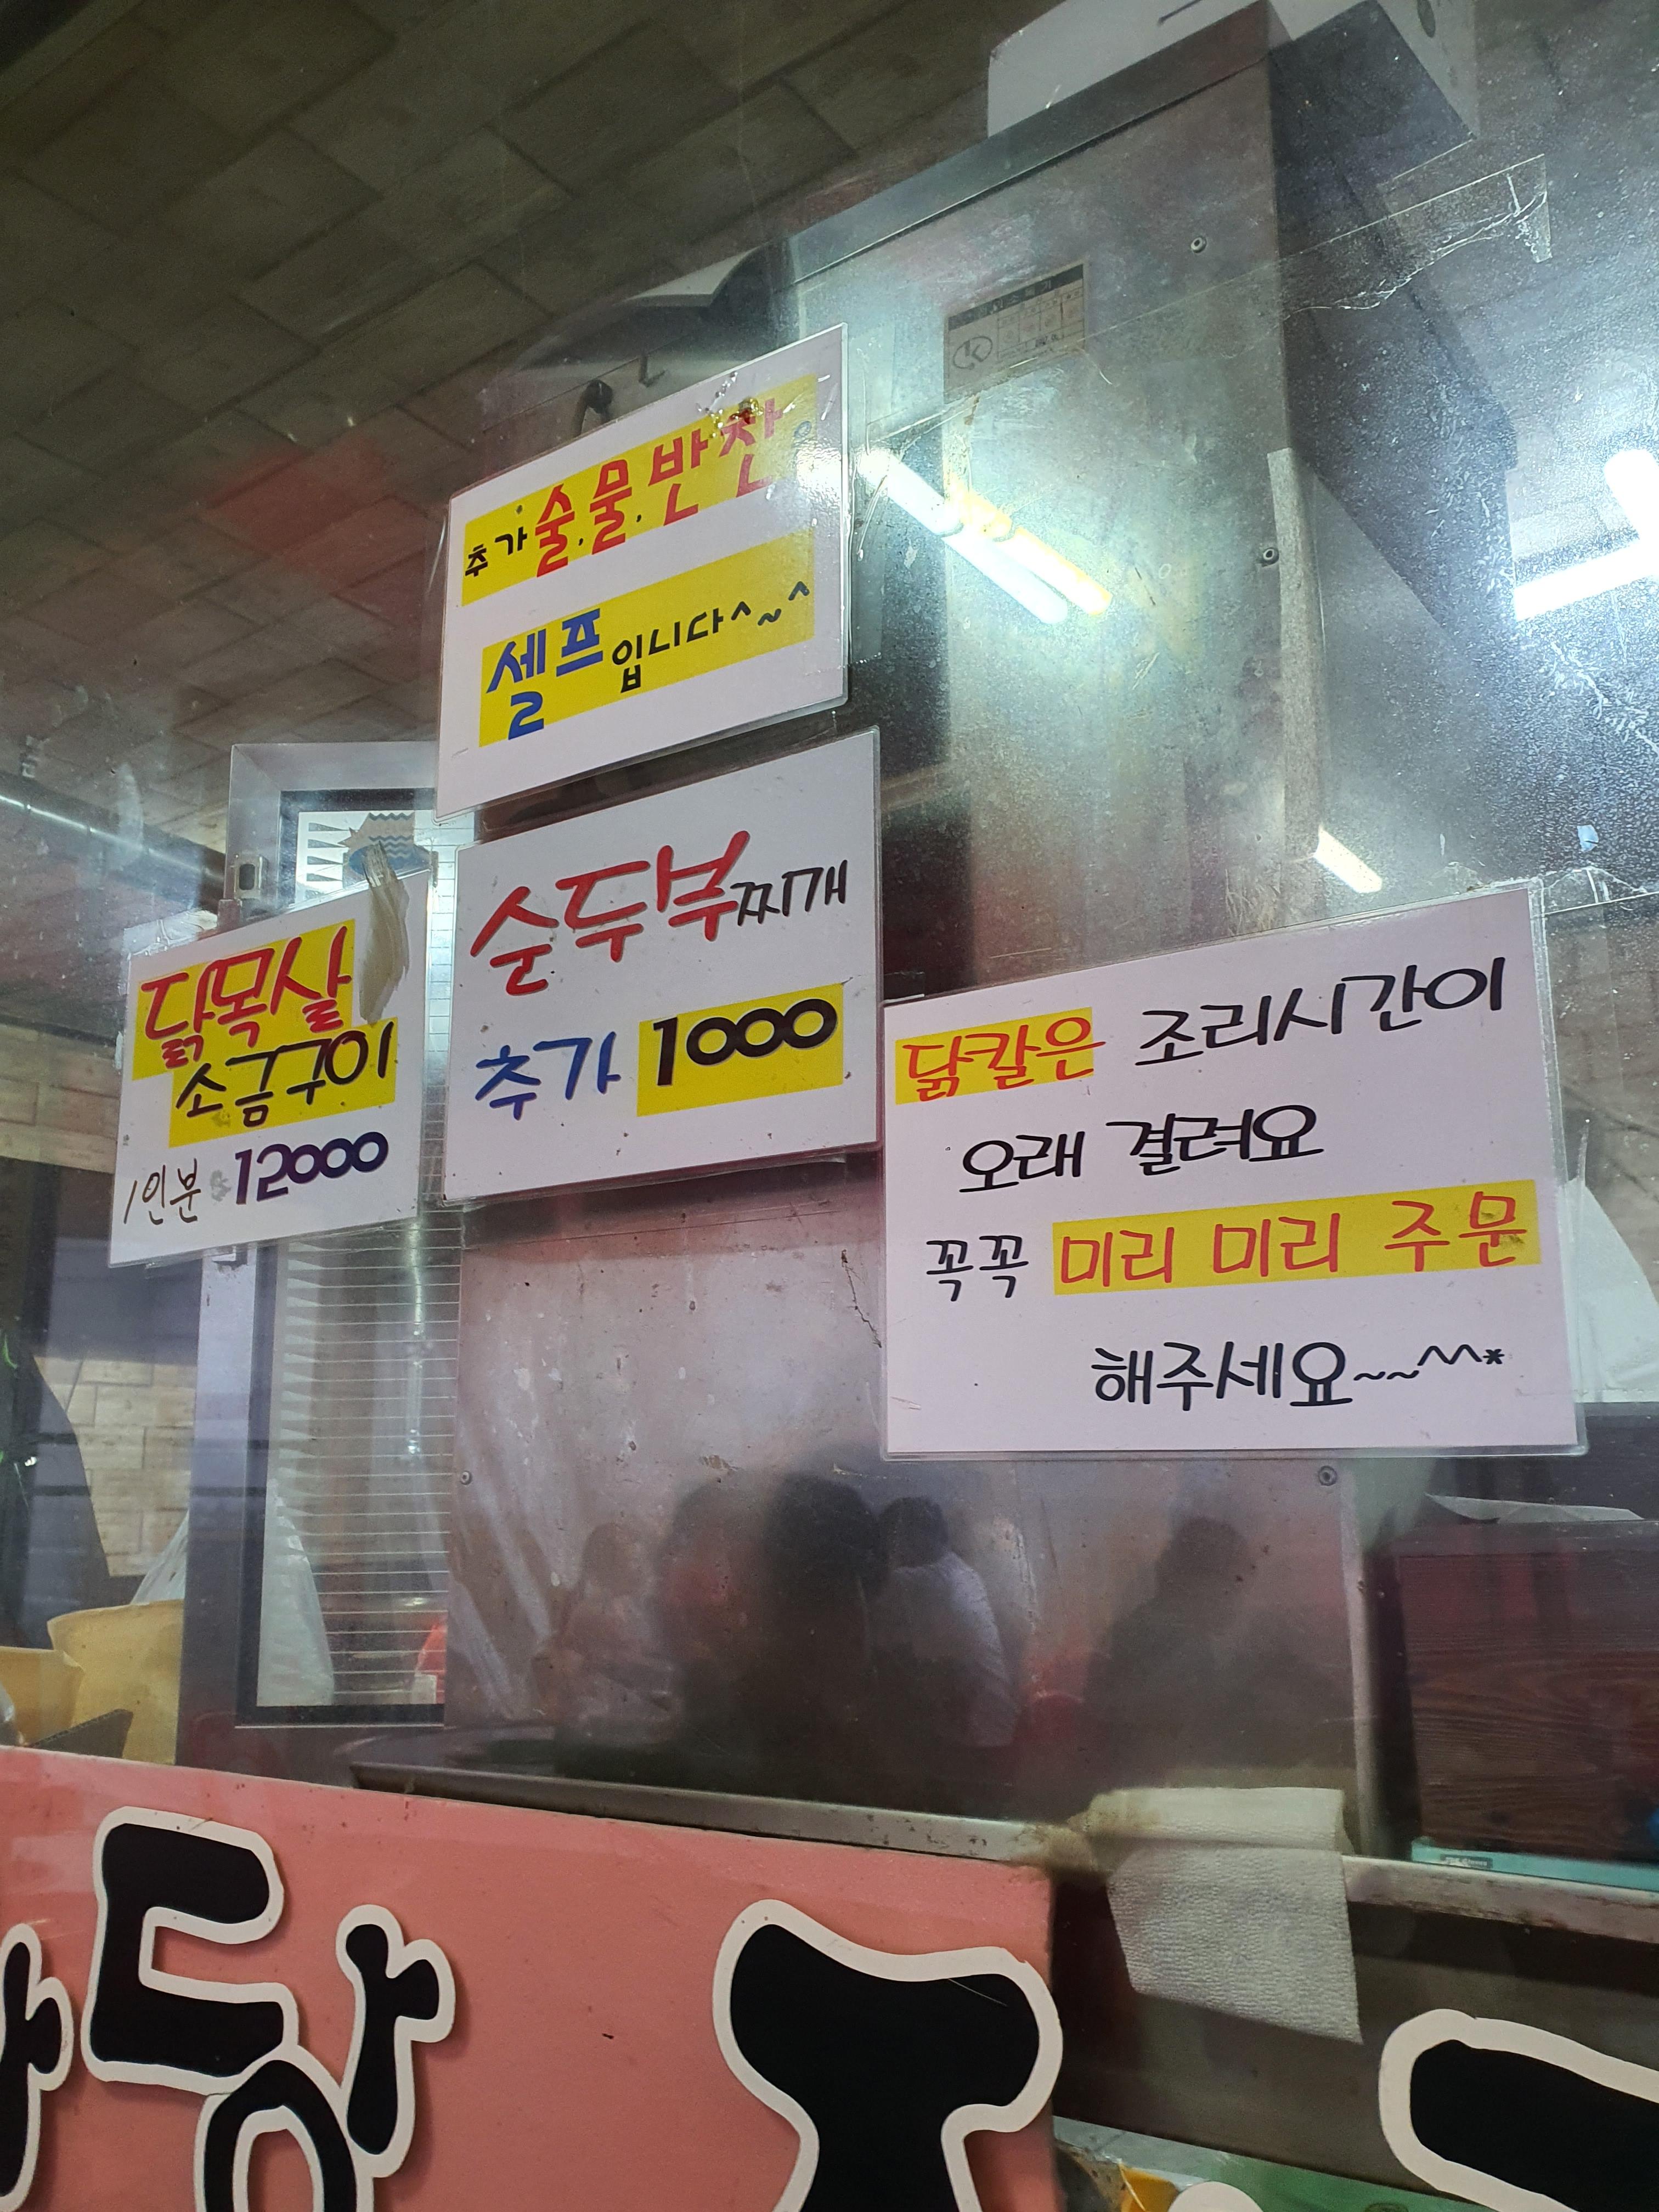 추가 술, 물, 반찬
셀프입니다^~^
순두부찌개
추가 1000
닭목살
소금구이
1인분 12000
닭칼은 조리시간이
오래 걸려요
꼭꼭 미리 미리 주문
해주세요~~^^*
당